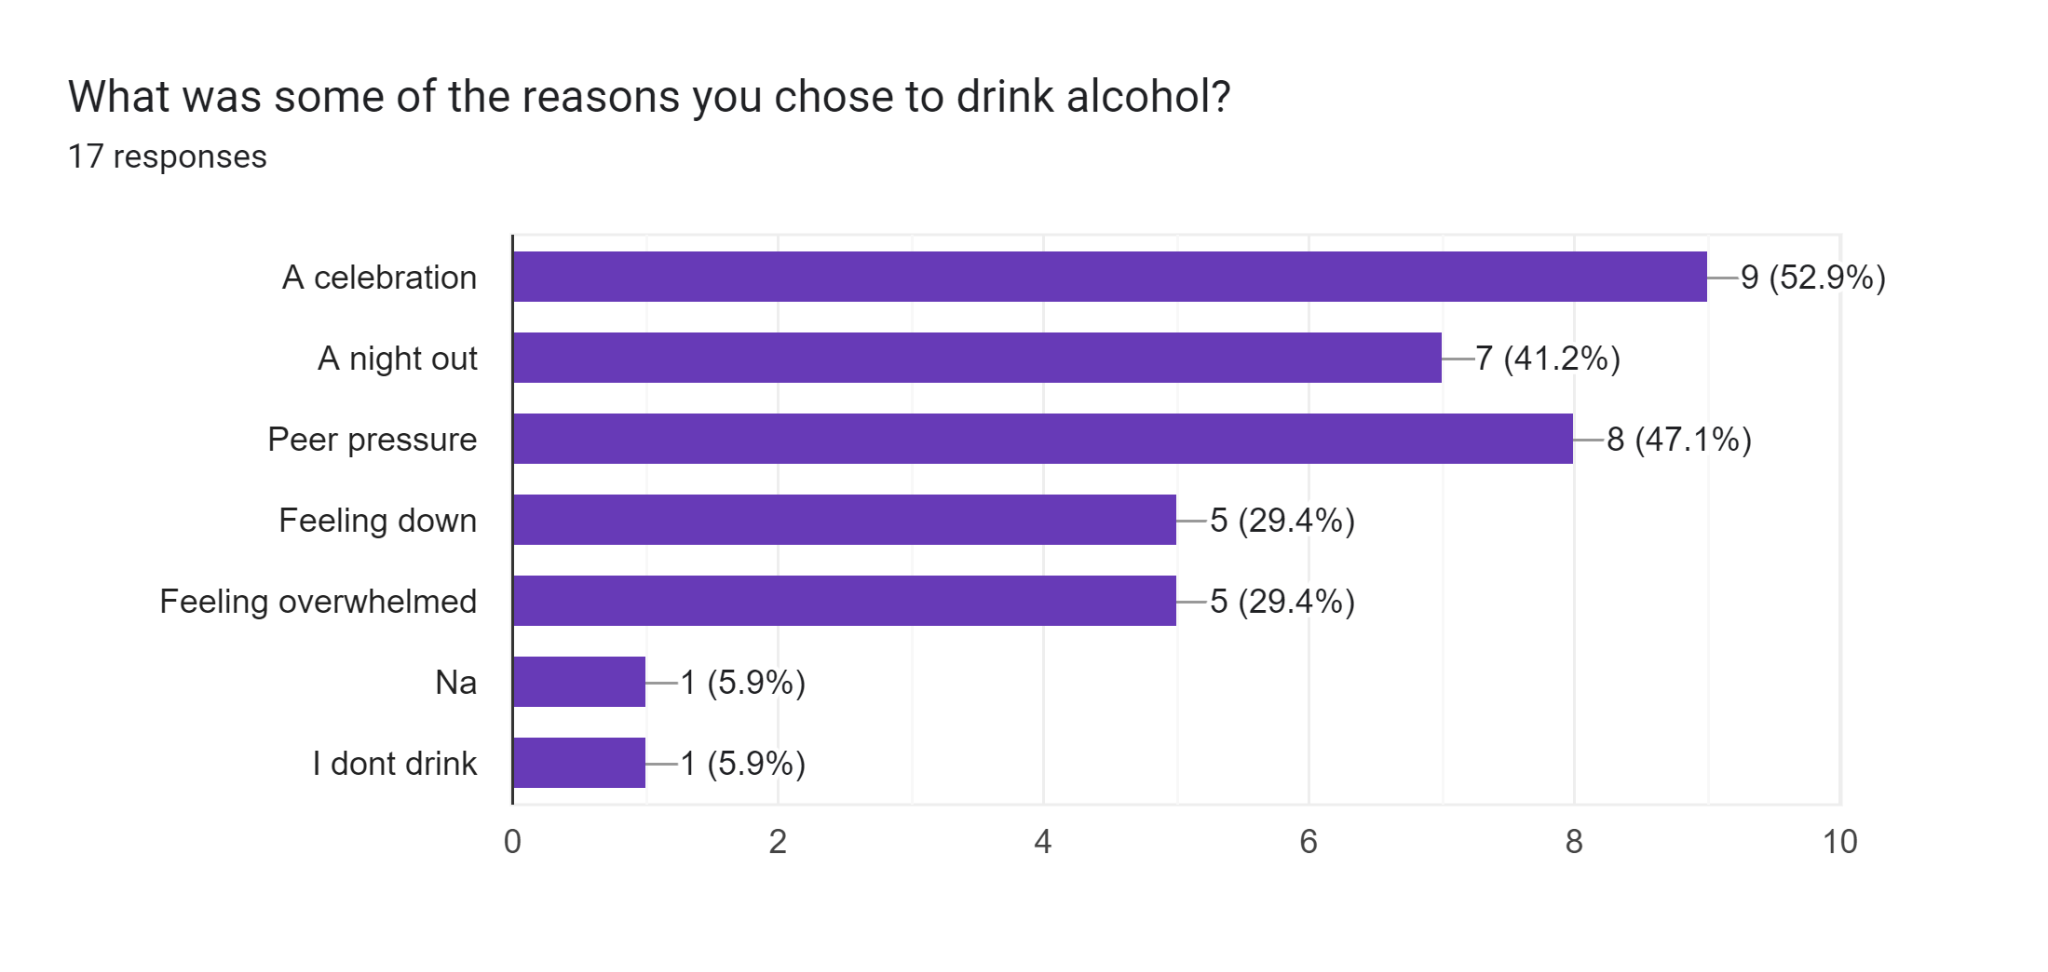 What was some of the reasons you chose to drink alcohol?
17 responses
A celebration 9 (52.9%)
A night out 7 (41.2%)
Peer pressure 8 (47.1%)
Feeling down 5 (29.4%)
Feeling overwhelmed 5 (29.4%)
Na 1 (5.9%)
I dont drink 1 (5.9%)
0 2 4 6 8 10